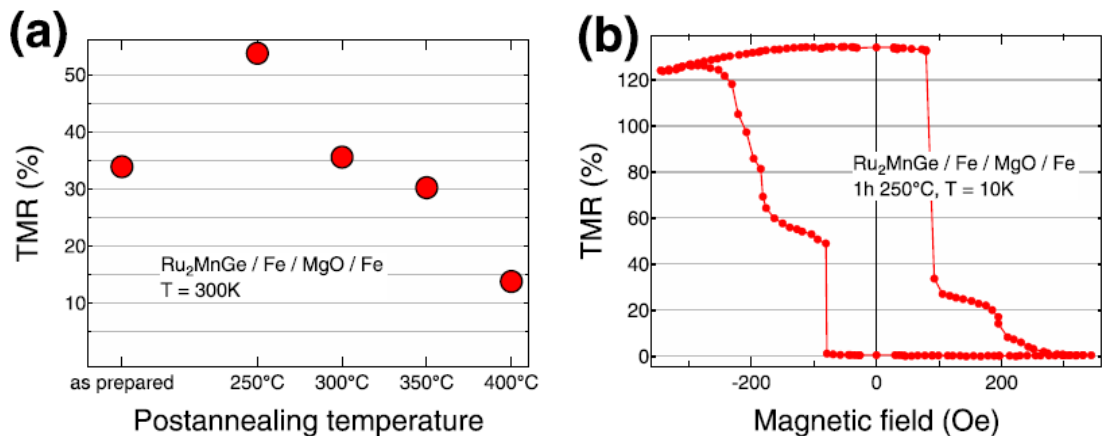 (a)
TMR (%)
50
40
30
20
10
Ru₂MnGe / Fe / MgO / Fe
T = 300K
as prepared 250°C 300°C 350°C 400°C
Postannealing temperature
(b)
TMR (%)
120
100
80
60
40
20
0
Ru₂MnGe / Fe / MgO / Fe
1h 250°C, T = 10K
-200 0 200
Magnetic field (Oe)